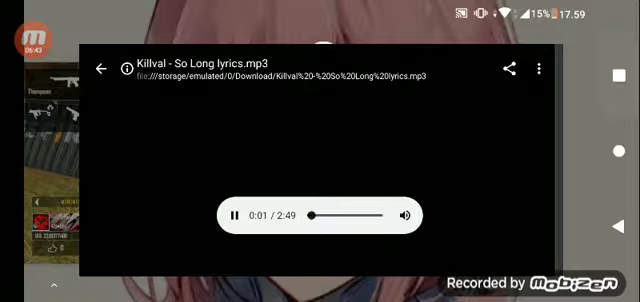 15% 17.59
06:43
Killval - So Long lyrics.mp3
file:///storage/emulated/0/Download/Killval%20-%20So%20Long%20lyrics.mp3
Thompson
0:01 / 2:49
Recorded by Mobizen